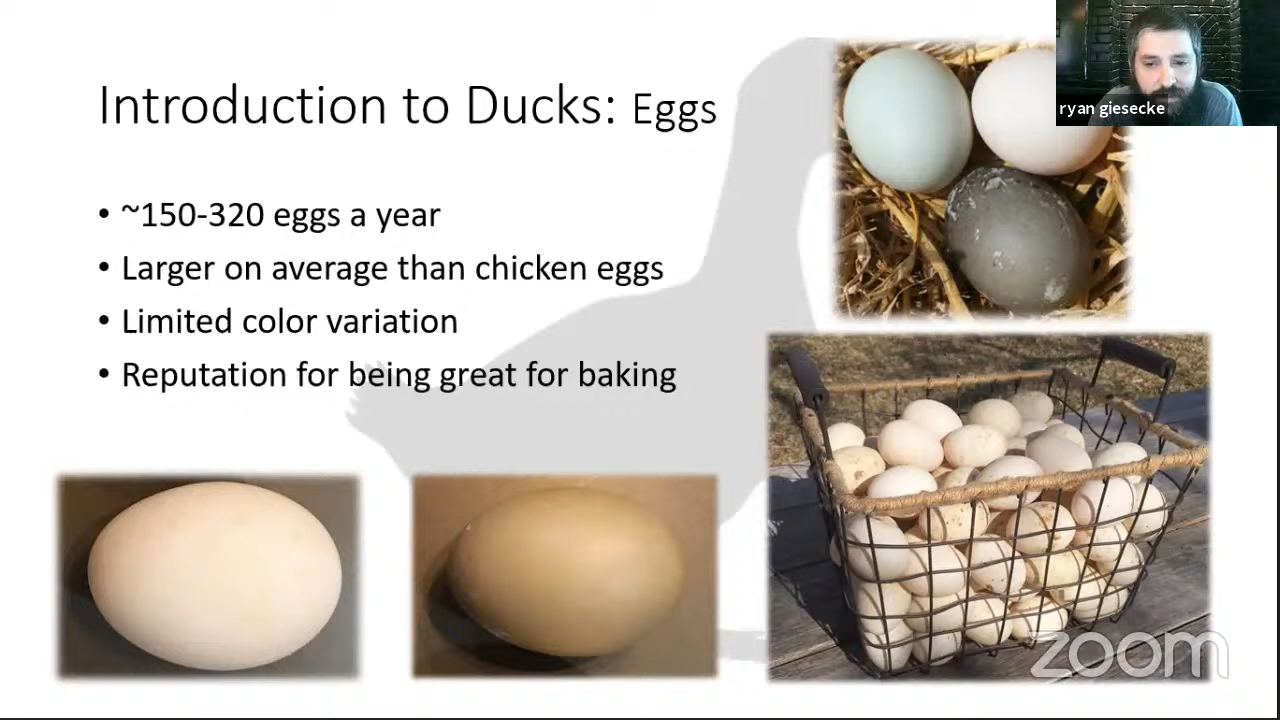 Introduction to Ducks: Eggs
• ~150-320 eggs a year
• Larger on average than chicken eggs
• Limited color variation
• Reputation for being great for baking
ryan giesecke
zoom